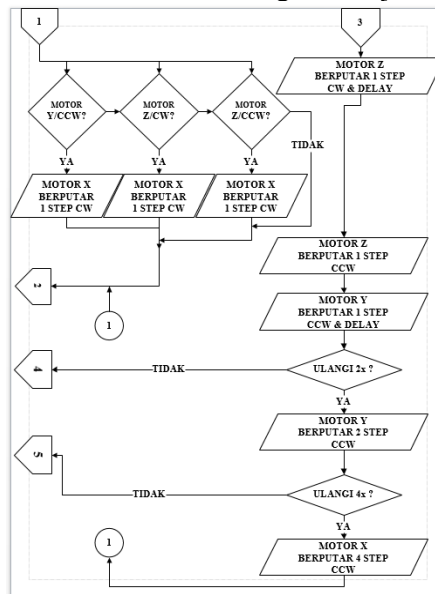 1
3
MOTOR Z
BERPUTAR 1 STEP
CW & DELAY
MOTOR
Y/CCW?
MOTOR
Z/CW?
MOTOR
Z/CCW?
TIDAK
YA
YA
YA
MOTOR X
BERPUTAR
1 STEP CW
MOTOR X
BERPUTAR
1 STEP CW
MOTOR X
BERPUTAR
1 STEP CW
MOTOR Z
BERPUTAR 1 STEP
CCW
2
1
MOTOR Y
BERPUTAR 1 STEP
CCW & DELAY
4
TIDAK
ULANGI 2x ?
YA
MOTOR Y
BERPUTAR 2 STEP
CCW
5
TIDAK
ULANGI 4x ?
YA
1
MOTOR X
BERPUTAR 4 STEP
CCW